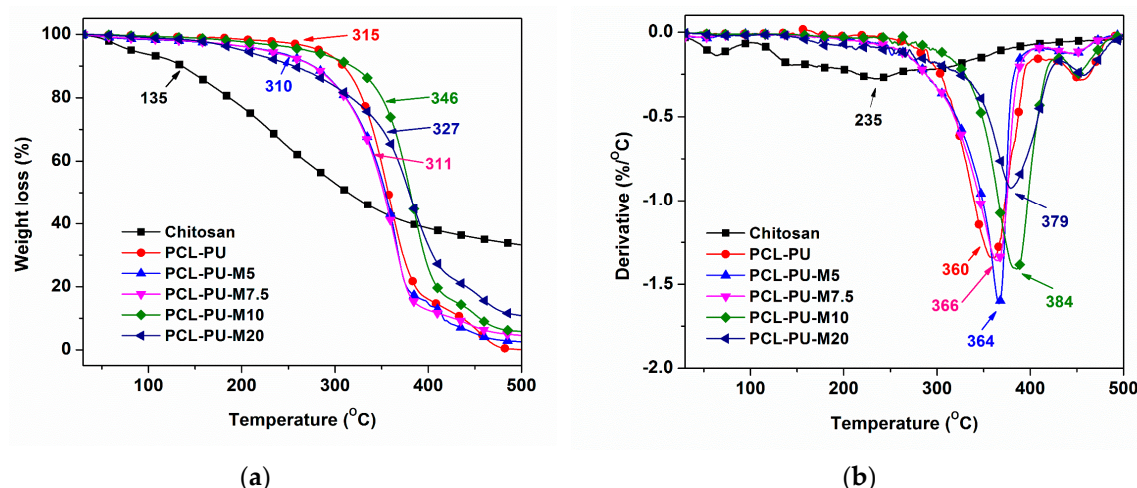 100
80
60
40
20
0
Weight loss (%)
315
310
135
346
327
311
Chitosan
PCL-PU
PCL-PU-M5
PCL-PU-M7.5
PCL-PU-M10
PCL-PU-M20
100 200 300 400 500
Temperature (°C)
(a)
0.0
-0.5
-1.0
-1.5
-2.0
Derivative (%/°C)
235
379
360
366
384
364
Chitosan
PCL-PU
PCL-PU-M5
PCL-PU-M7.5
PCL-PU-M10
PCL-PU-M20
100 200 300 400 500
Temperature (°C)
(b)